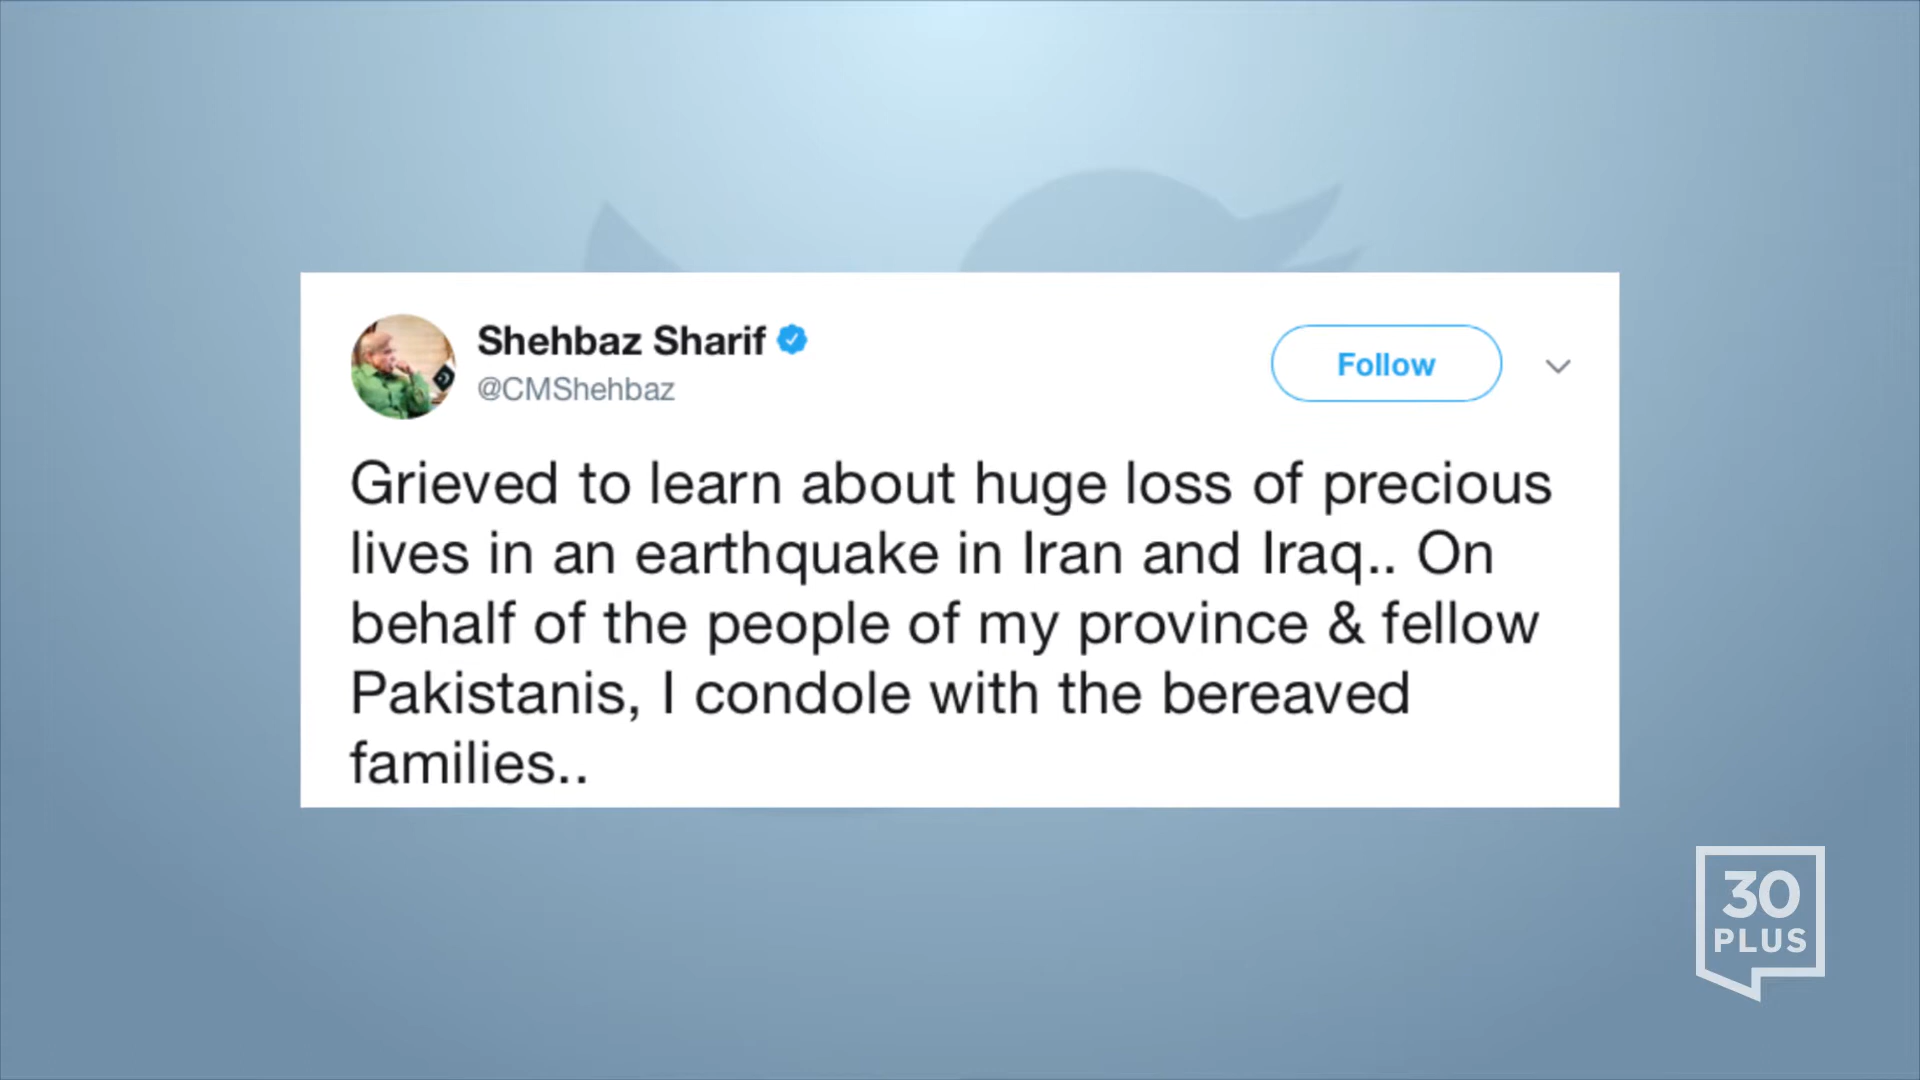 Shehbaz Sharif
@CMShehbaz
Follow
Grieved to learn about huge loss of precious
lives in an earthquake in Iran and Iraq.. On
behalf of the people of my province & fellow
Pakistanis, I condole with the bereaved
families..
30
PLUS